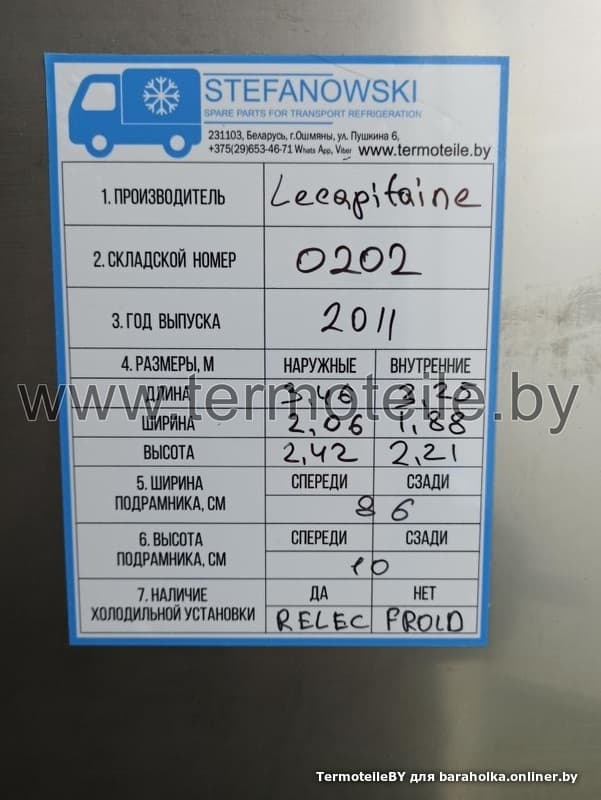 STEFANOWSKI
SPARE PARTS FOR TRANSPORT REFRIGERATION
231103, Беларусь, г.Ошмяны, ул. Пушкина 6,
+375(29)653-46-71 Whats App, Viber www.termoteile.by
1. ПРОИЗВОДИТЕЛЬ Lecapitaine
2. СКЛАДСКОЙ НОМЕР 0202
3. ГОД ВЫПУСКА 2011
4. РАЗМЕРЫ, М НАРУЖНЫЕ ВНУТРЕННИЕ
ДЛИНА 3,46 3,20
www.termoteile.by
ШИРИНА 2,06 1,88
ВЫСОТА 2,42 2,21
5. ШИРИНА ПОДРАМНИКА, СМ СПЕРЕДИ СЗАДИ
86
6. ВЫСОТА ПОДРАМНИКА, СМ СПЕРЕДИ СЗАДИ
10
7. НАЛИЧИЕ ХОЛОДИЛЬНОЙ УСТАНОВКИ ДА НЕТ
RELEC FROID
TermoteileBY для baraholka.onliner.by